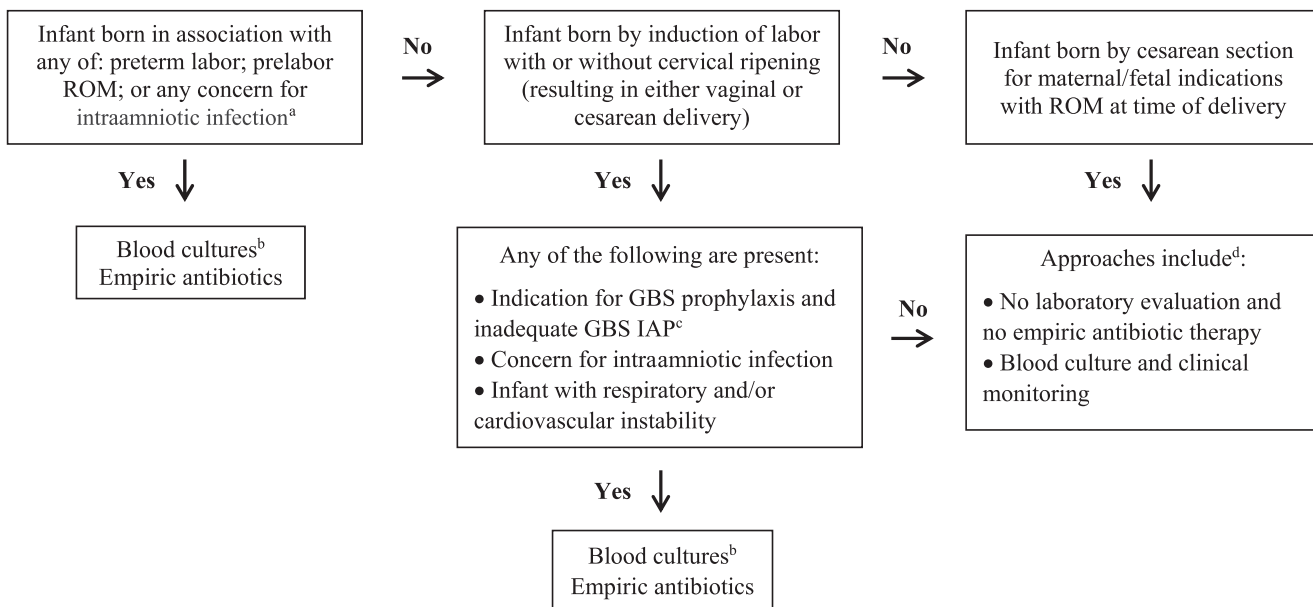 Infant born in association with
any of: preterm labor; prelabor
ROM; or any concern for
intraamniotic infectionᵃ
No
Infant born by induction of labor
with or without cervical ripening
(resulting in either vaginal or
cesarean delivery)
No
Infant born by cesarean section
for maternal/fetal indications
with ROM at time of delivery
Yes
Yes
Yes
Blood culturesᵇ
Empiric antibiotics
Any of the following are present:
• Indication for GBS prophylaxis and
inadequate GBS IAPᶜ
• Concern for intraamniotic infection
• Infant with respiratory and/or
cardiovascular instability
No
Approaches includeᵈ:
• No laboratory evaluation and
no empiric antibiotic therapy
• Blood culture and clinical
monitoring
Yes
Blood culturesᵇ
Empiric antibiotics